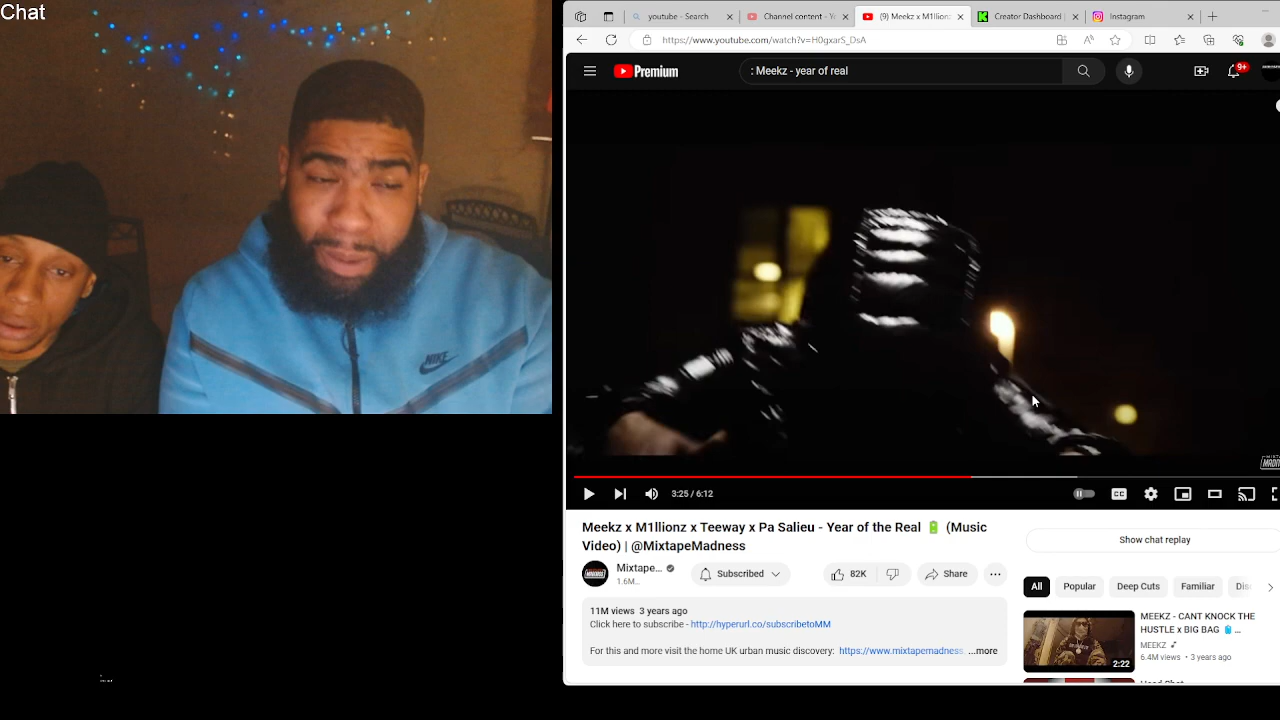 Chat
youtube - Search
Channel content - Yo
(9) Meekz x M1llionz
Creator Dashboard |
Instagram
https://www.youtube.com/watch?v=H0gxarS_DsA
Premium
: Meekz - year of real
9+
NIKE
3:25 / 6:12
CC
Meekz x M1llionz x Teeway x Pa Salieu - Year of the Real 🔋 (Music
Video) | @MixtapeMadness
Mixtape...
1.6M...
Subscribed
82K
Share
Show chat replay
All
Popular
Deep Cuts
Familiar
11M views 3 years ago
Click here to subscribe - http://hyperurl.co/subscribetoMM
For this and more visit the home UK urban music discovery: https://www.mixtapemadness. ...more
MEEKZ - CANT KNOCK THE
HUSTLE x BIG BAG 🧊 ...
MEEKZ
6.4M views • 3 years ago
2:22